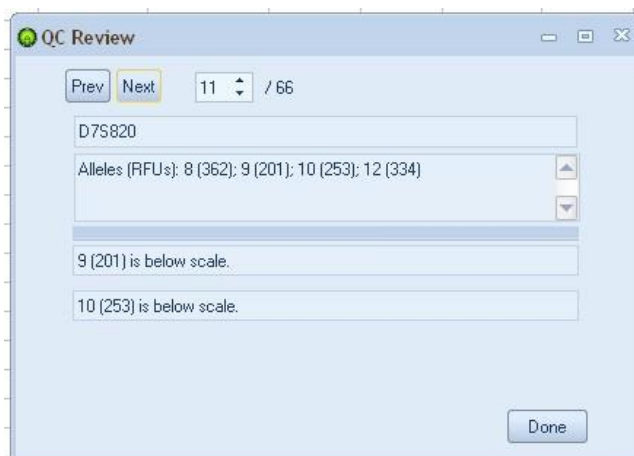 QC Review
Prev Next 11 / 66
D7S820
Alleles (RFUs): 8 (362); 9 (201); 10 (253); 12 (334)
9 (201) is below scale.
10 (253) is below scale.
Done